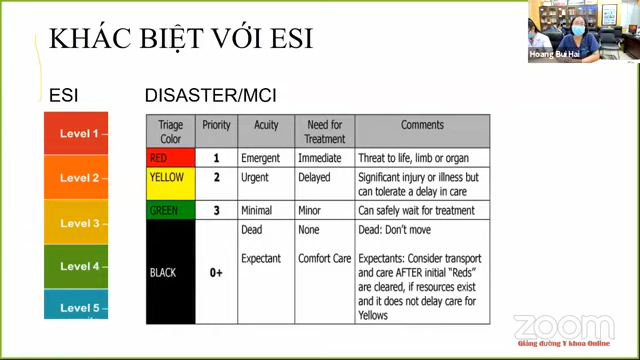 KHÁC BIỆT VỚI ESI
Hoang Bui Hai
ESI
DISASTER/MCI
Level 1
Level 2
Level 3
Level 4
Level 5
Triage Color Priority Acuity Need for Treatment Comments
RED 1 Emergent Immediate Threat to life, limb or organ
YELLOW 2 Urgent Delayed Significant injury or illness but
can tolerate a delay in care
GREEN 3 Minimal Minor Can safely wait for treatment
BLACK 0+ Dead None Dead: Don't move
Expectant Comfort Care Expectants: Consider transport
and care AFTER initial "Reds"
are cleared, if resources exist
and it does not delay care for
Yellows
zoom
Giảng đường Y khoa Online